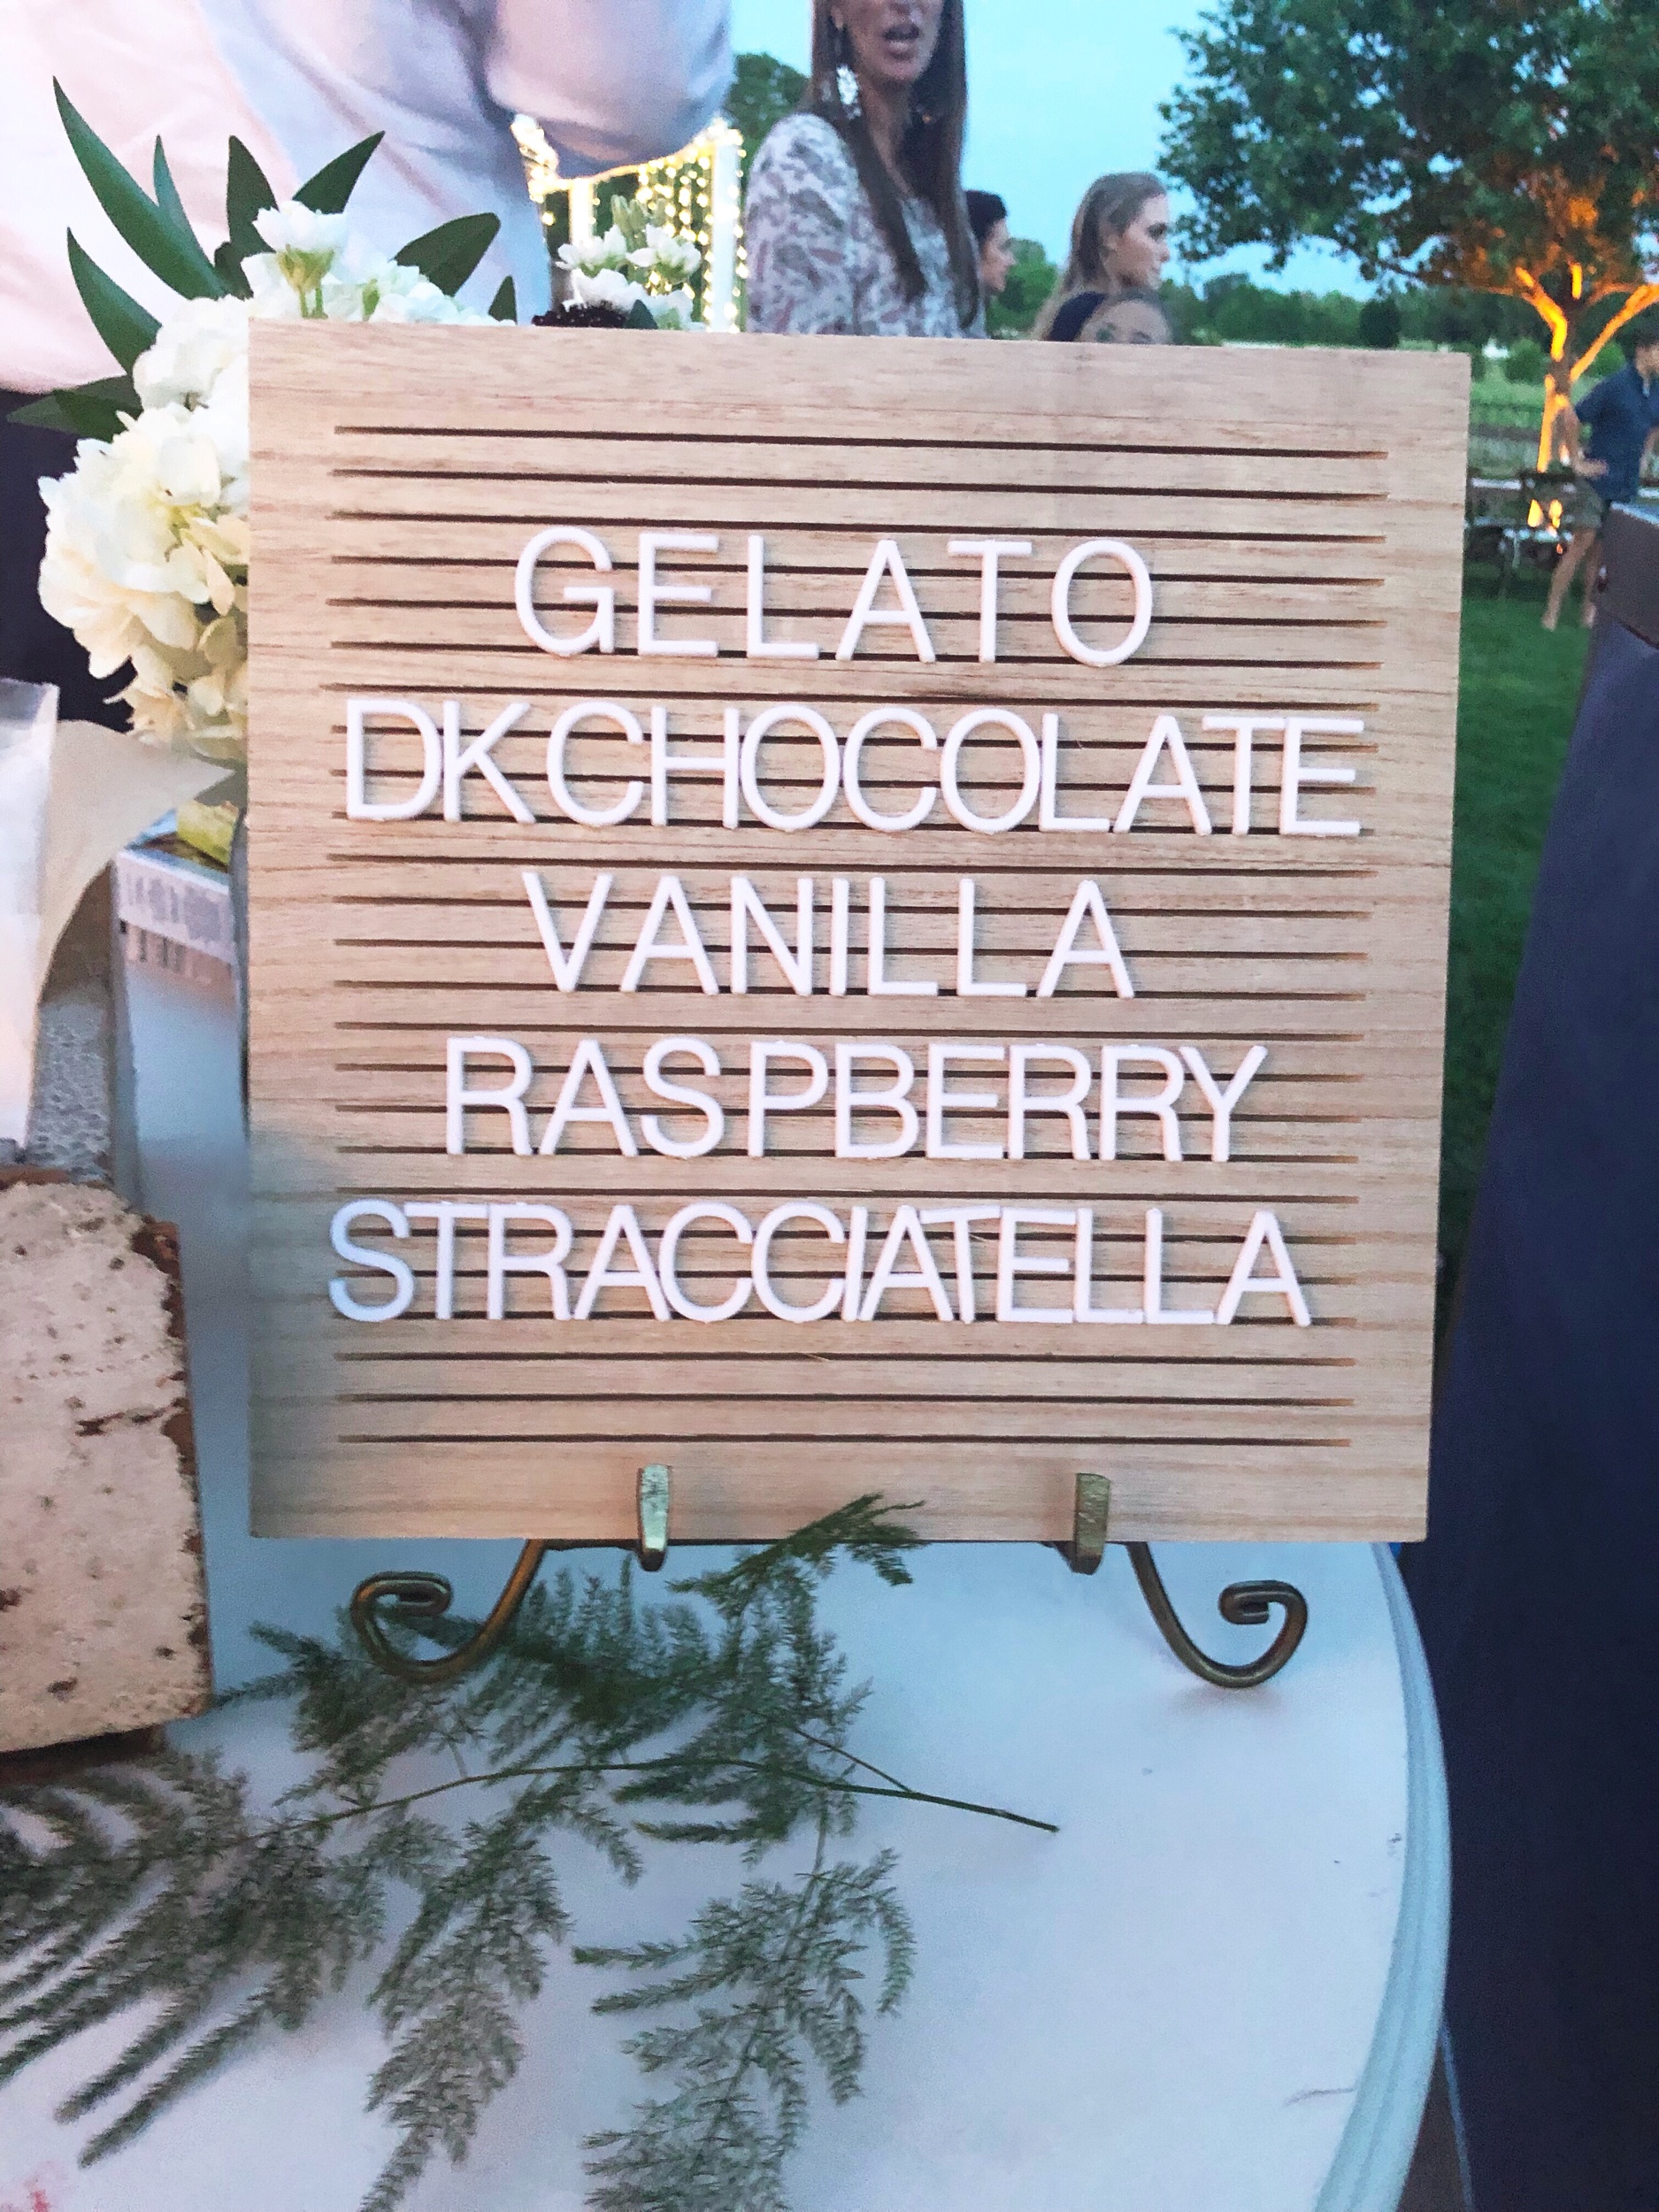 GELATO
DK CHOCOLATE
VANILLA
RASPBERRY
STRACCIATELLA